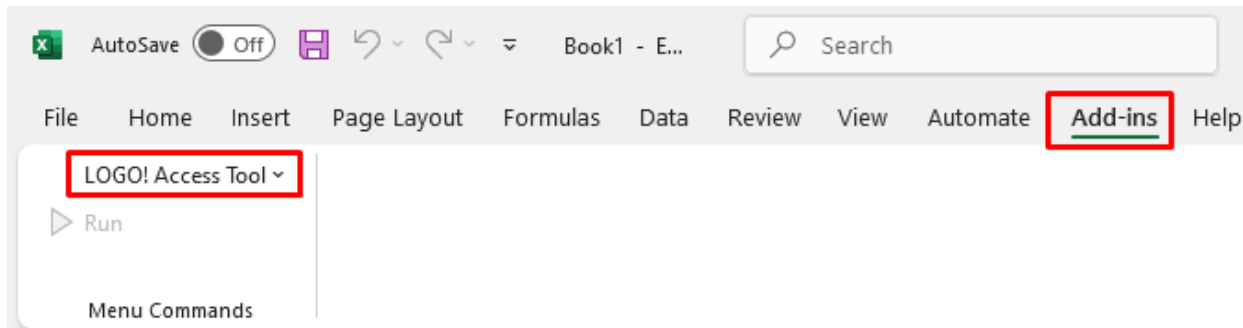 AutoSave Off Book1 - E... Search
File Home Insert Page Layout Formulas Data Review View Automate Add-ins Help
LOGO! Access Tool
Run
Menu Commands